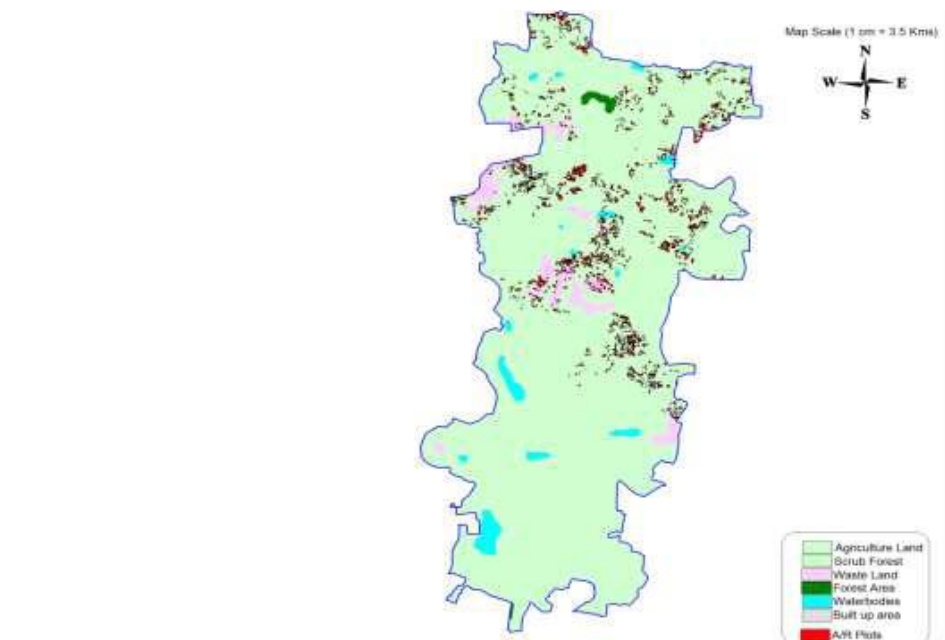 Map Scale (1 cm = 3.5 Kms)
N
W E
S
Agriculture Land
Scrub Forest
Waste Land
Forest Area
Waterbodies
Built up area
A/R Plots